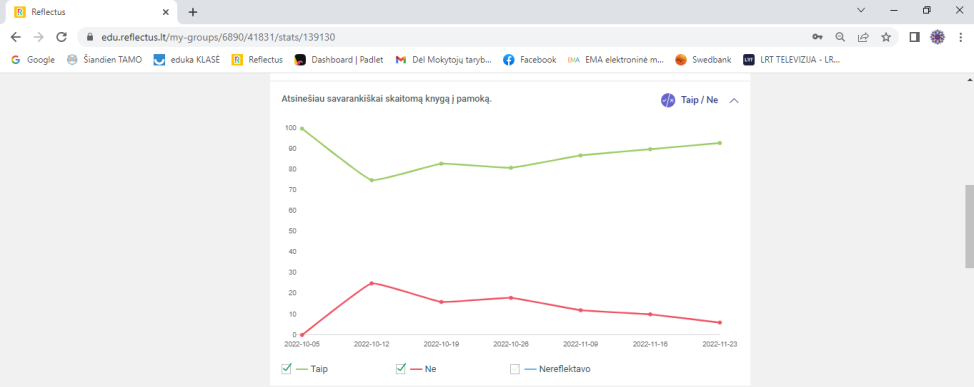 Reflectus
edu.reflectus.lt/my-groups/6890/41831/stats/139130
Google Šiandien TAMO eduka KLASĖ Reflectus Dashboard | Padlet Dėl Mokytojų taryb... Facebook EMA EMA elektroninė m... Swedbank LRT LRT TELEVIZIJA - LR...
Atsinešiau savarankiškai skaitomą knygą į pamoką.
Taip / Ne
100
90
80
70
60
50
40
30
20
10
0
2022-10-05 2022-10-12 2022-10-19 2022-10-26 2022-11-09 2022-11-16 2022-11-23
Taip Ne Nereflektavo